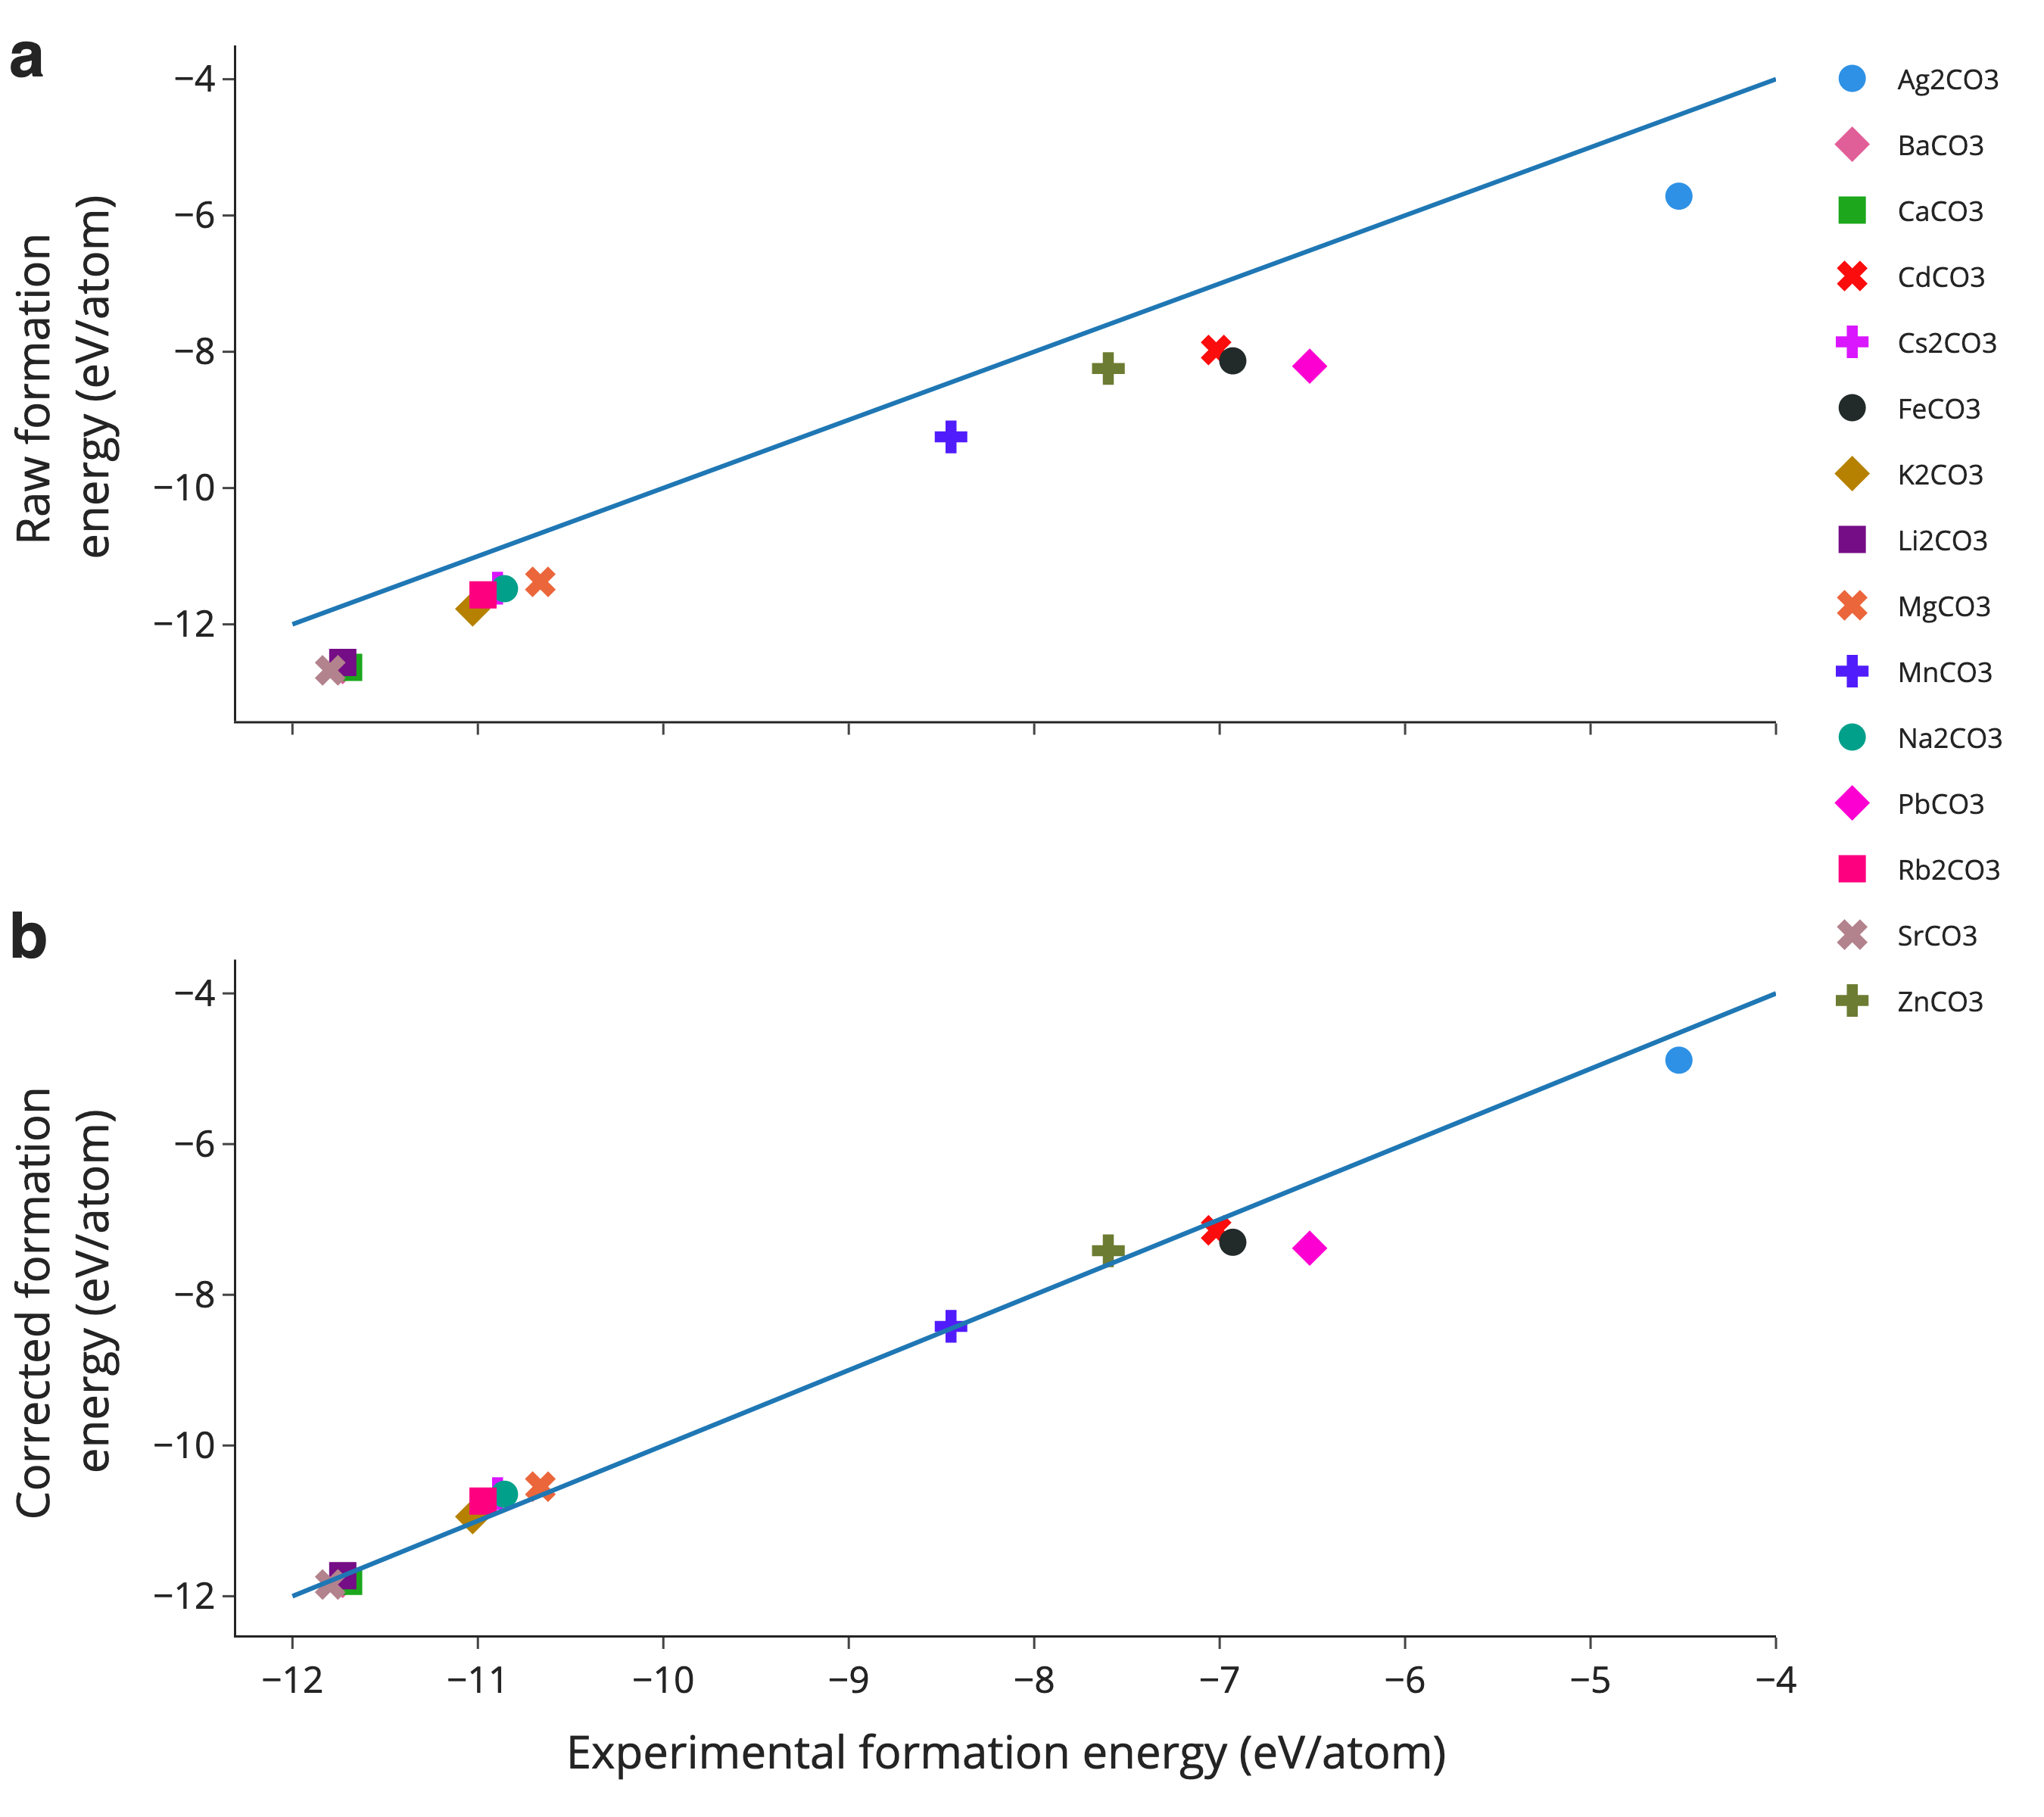 a
Raw formation
energy (eV/atom)
−4
−6
−8
−10
−12
Ag2CO3
BaCO3
CaCO3
CdCO3
Cs2CO3
FeCO3
K2CO3
Li2CO3
MgCO3
MnCO3
Na2CO3
PbCO3
Rb2CO3
SrCO3
ZnCO3
b
Corrected formation
energy (eV/atom)
−4
−6
−8
−10
−12
−12 −11 −10 −9 −8 −7 −6 −5 −4
Experimental formation energy (eV/atom)